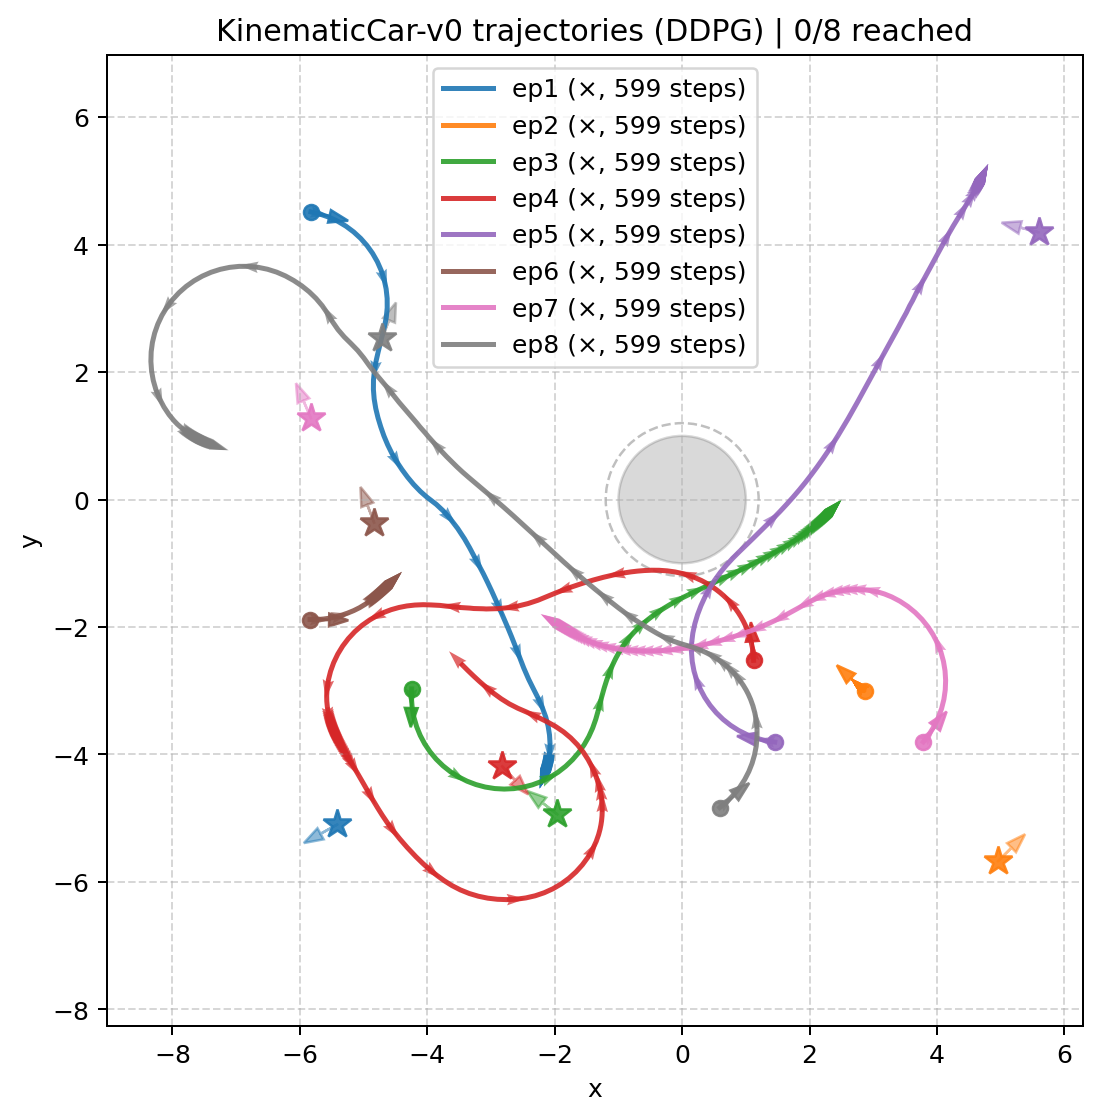 KinematicCar-v0 trajectories (DDPG) | 0/8 reached
ep1 (×, 599 steps)
ep2 (×, 599 steps)
ep3 (×, 599 steps)
ep4 (×, 599 steps)
ep5 (×, 599 steps)
ep6 (×, 599 steps)
ep7 (×, 599 steps)
ep8 (×, 599 steps)
6
4
2
0
−2
−4
−6
−8
y
−8 −6 −4 −2 0 2 4 6
x